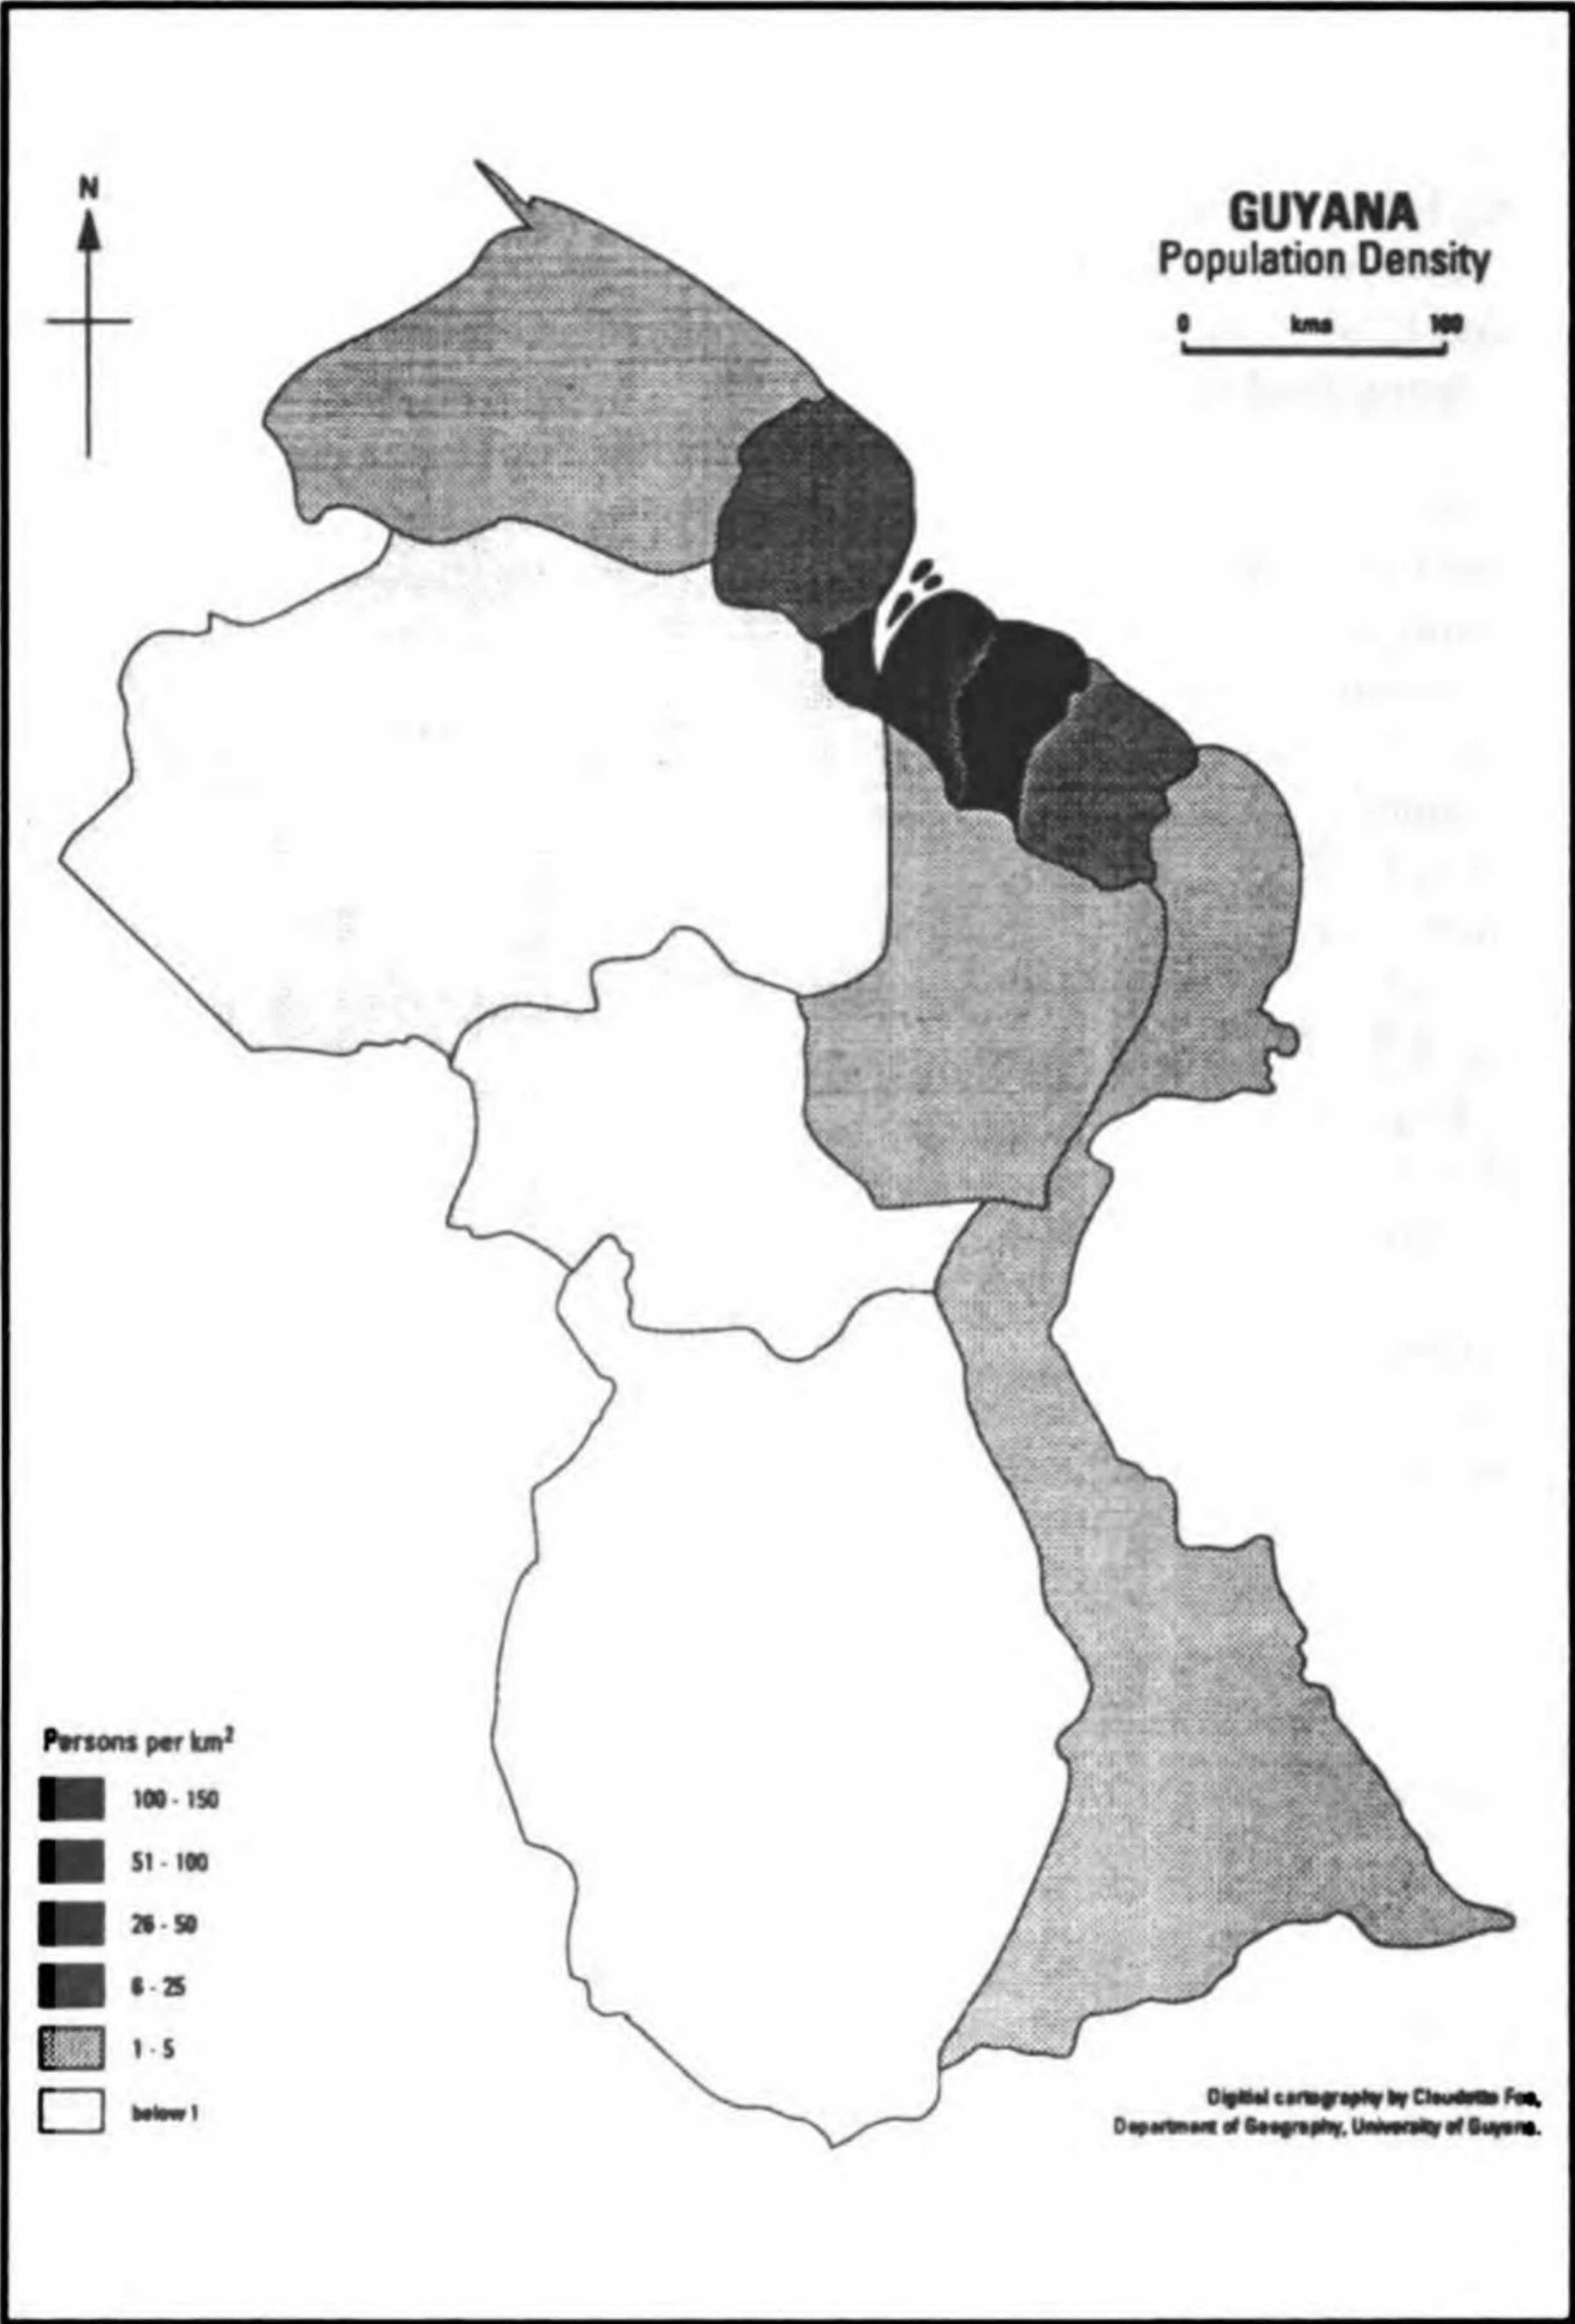 N
GUYANA
Population Density
0 kms 100
Persons per km²
100 - 150
51 - 100
26 - 50
6 - 25
1 - 5
below 1
Digitial cartography by Claudette Foo,
Department of Geography, University of Guyana.